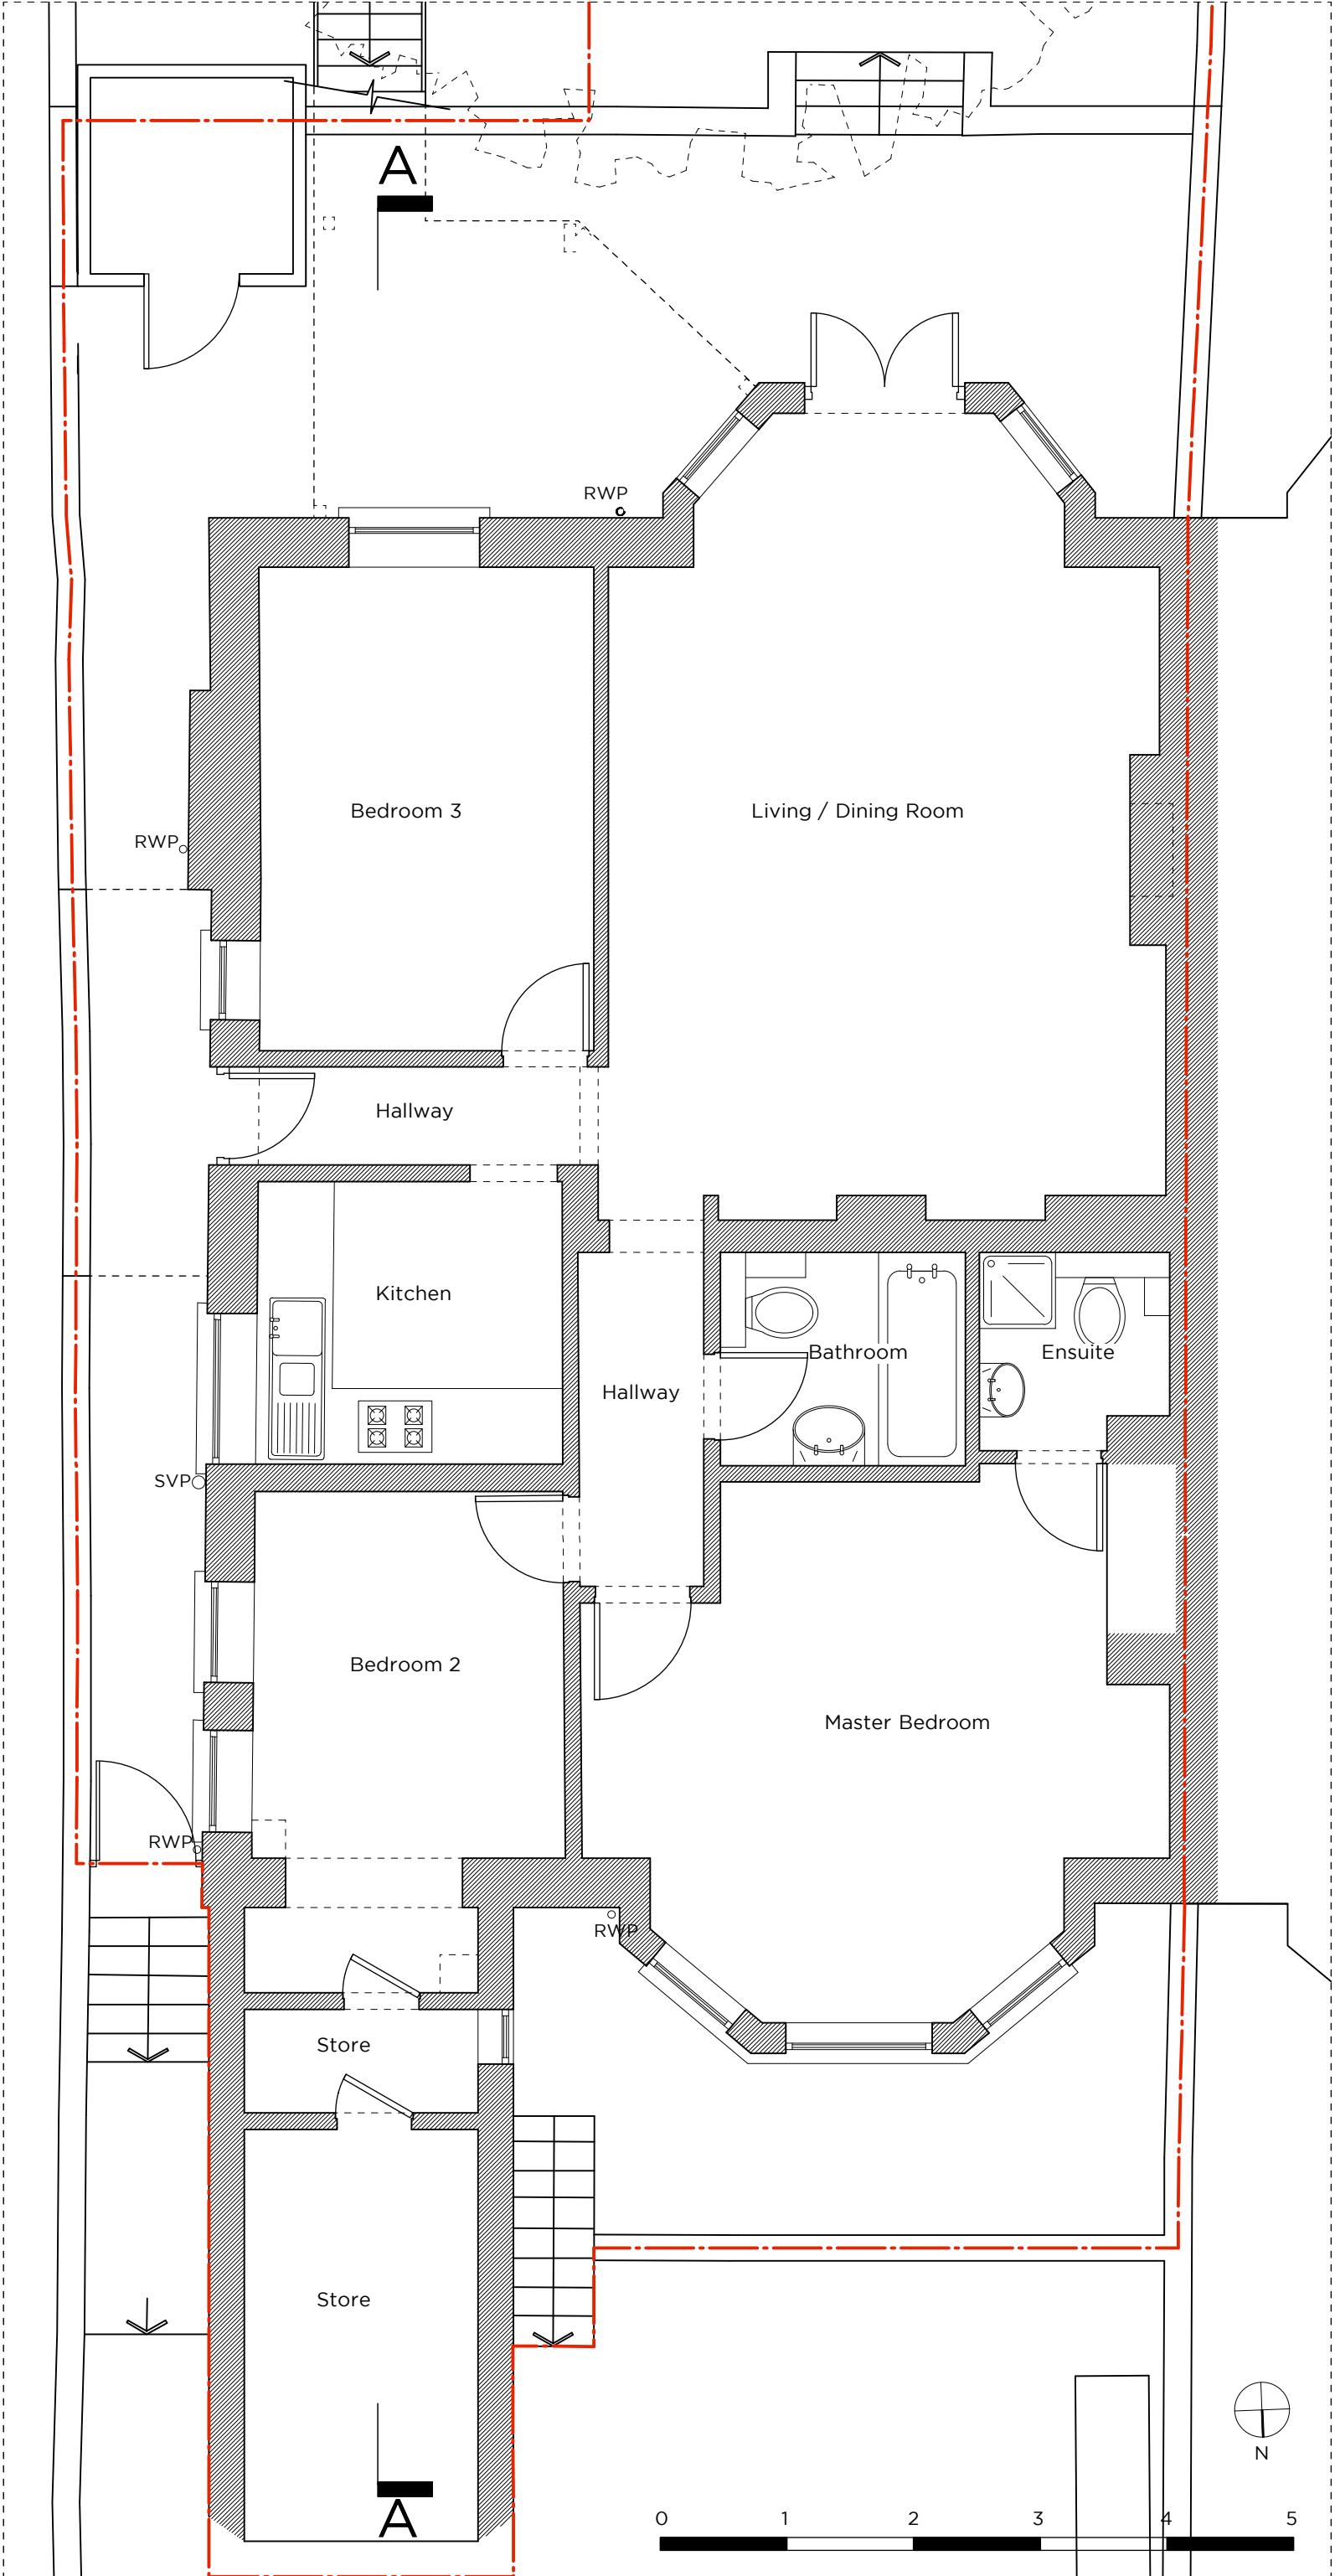 A
RWP
Bedroom 3
Living / Dining Room
RWP
Hallway
Kitchen
Bathroom
Ensuite
Hallway
SVP
Bedroom 2
Master Bedroom
RWP
RWP
Store
Store
N
A
0 1 2 3 4 5